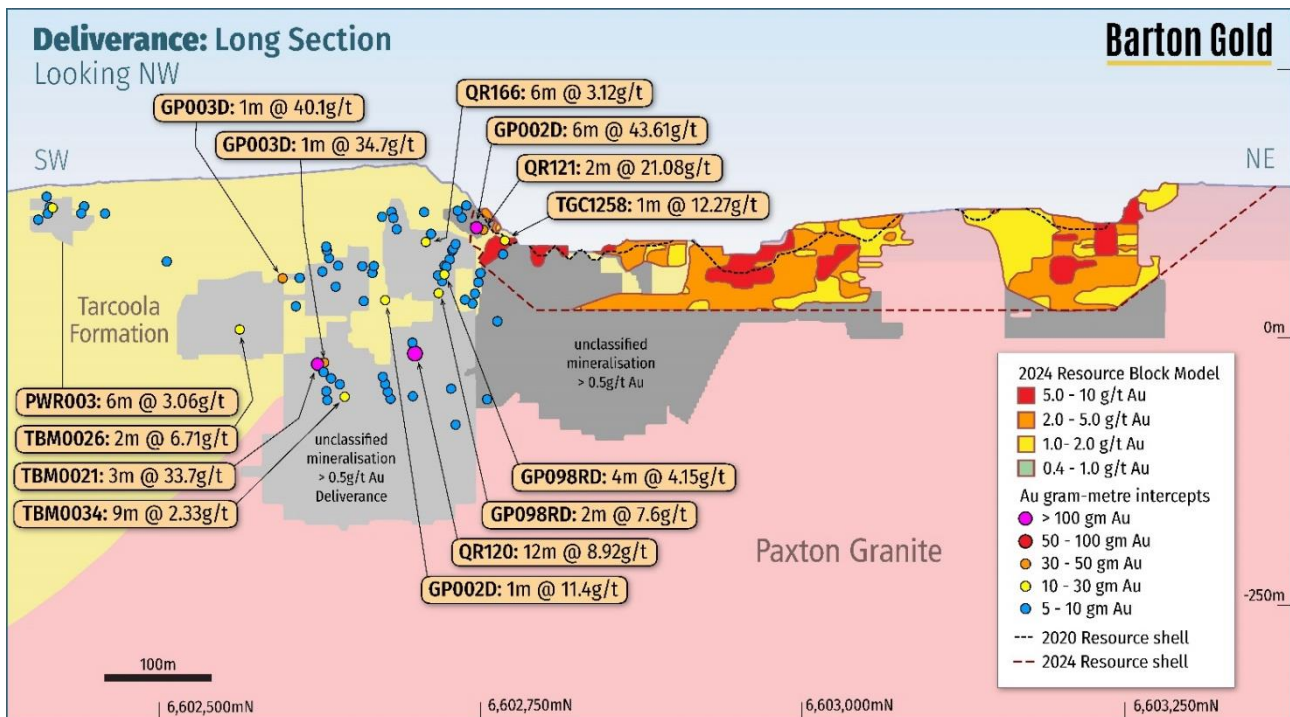 Deliverance: Long Section
Looking NW
Barton Gold
GP003D: 1m @ 40.1g/t
GP003D: 1m @ 34.7g/t
QR166: 6m @ 3.12g/t
GP002D: 6m @ 43.61g/t
QR121: 2m @ 21.08g/t
TGC1258: 1m @ 12.27g/t
SW
NE
Tarcoola
Formation
0m
unclassified
mineralisation
> 0.5g/t Au
PWR003: 6m @ 3.06g/t
TBM0026: 2m @ 6.71g/t
TBM0021: 3m @ 33.7g/t
TBM0034: 9m @ 2.33g/t
unclassified
mineralisation
> 0.5g/t Au
Deliverance
GP098RD: 4m @ 4.15g/t
GP098RD: 2m @ 7.6g/t
QR120: 12m @ 8.92g/t
GP002D: 1m @ 11.4g/t
Paxton Granite
2024 Resource Block Model
5.0 - 10 g/t Au
2.0 - 5.0 g/t Au
1.0- 2.0 g/t Au
0.4 - 1.0 g/t Au
Au gram-metre intercepts
> 100 gm Au
50 - 100 gm Au
30 - 50 gm Au
10 - 30 gm Au
5 - 10 gm Au
2020 Resource shell
2024 Resource shell
-250m
100m
6,602,500mN
6,602,750mN
6,603,000mN
6,603,250mN